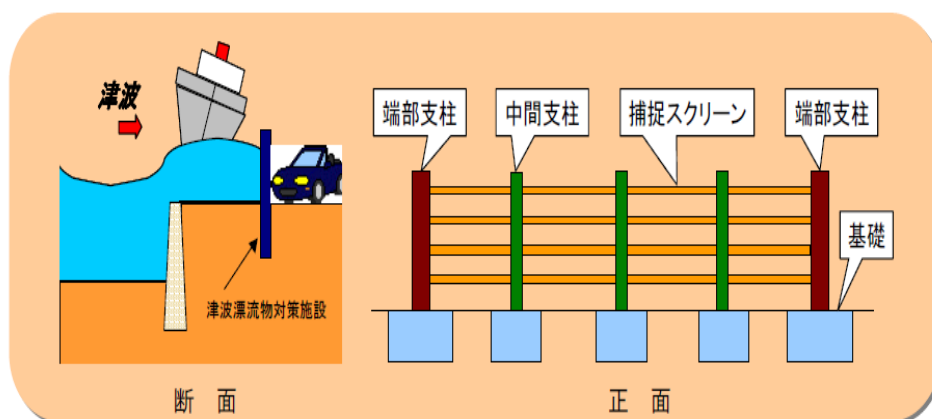 津波
津波漂流物対策施設
断 面
端部支柱
中間支柱
捕捉スクリーン
端部支柱
基礎
正 面